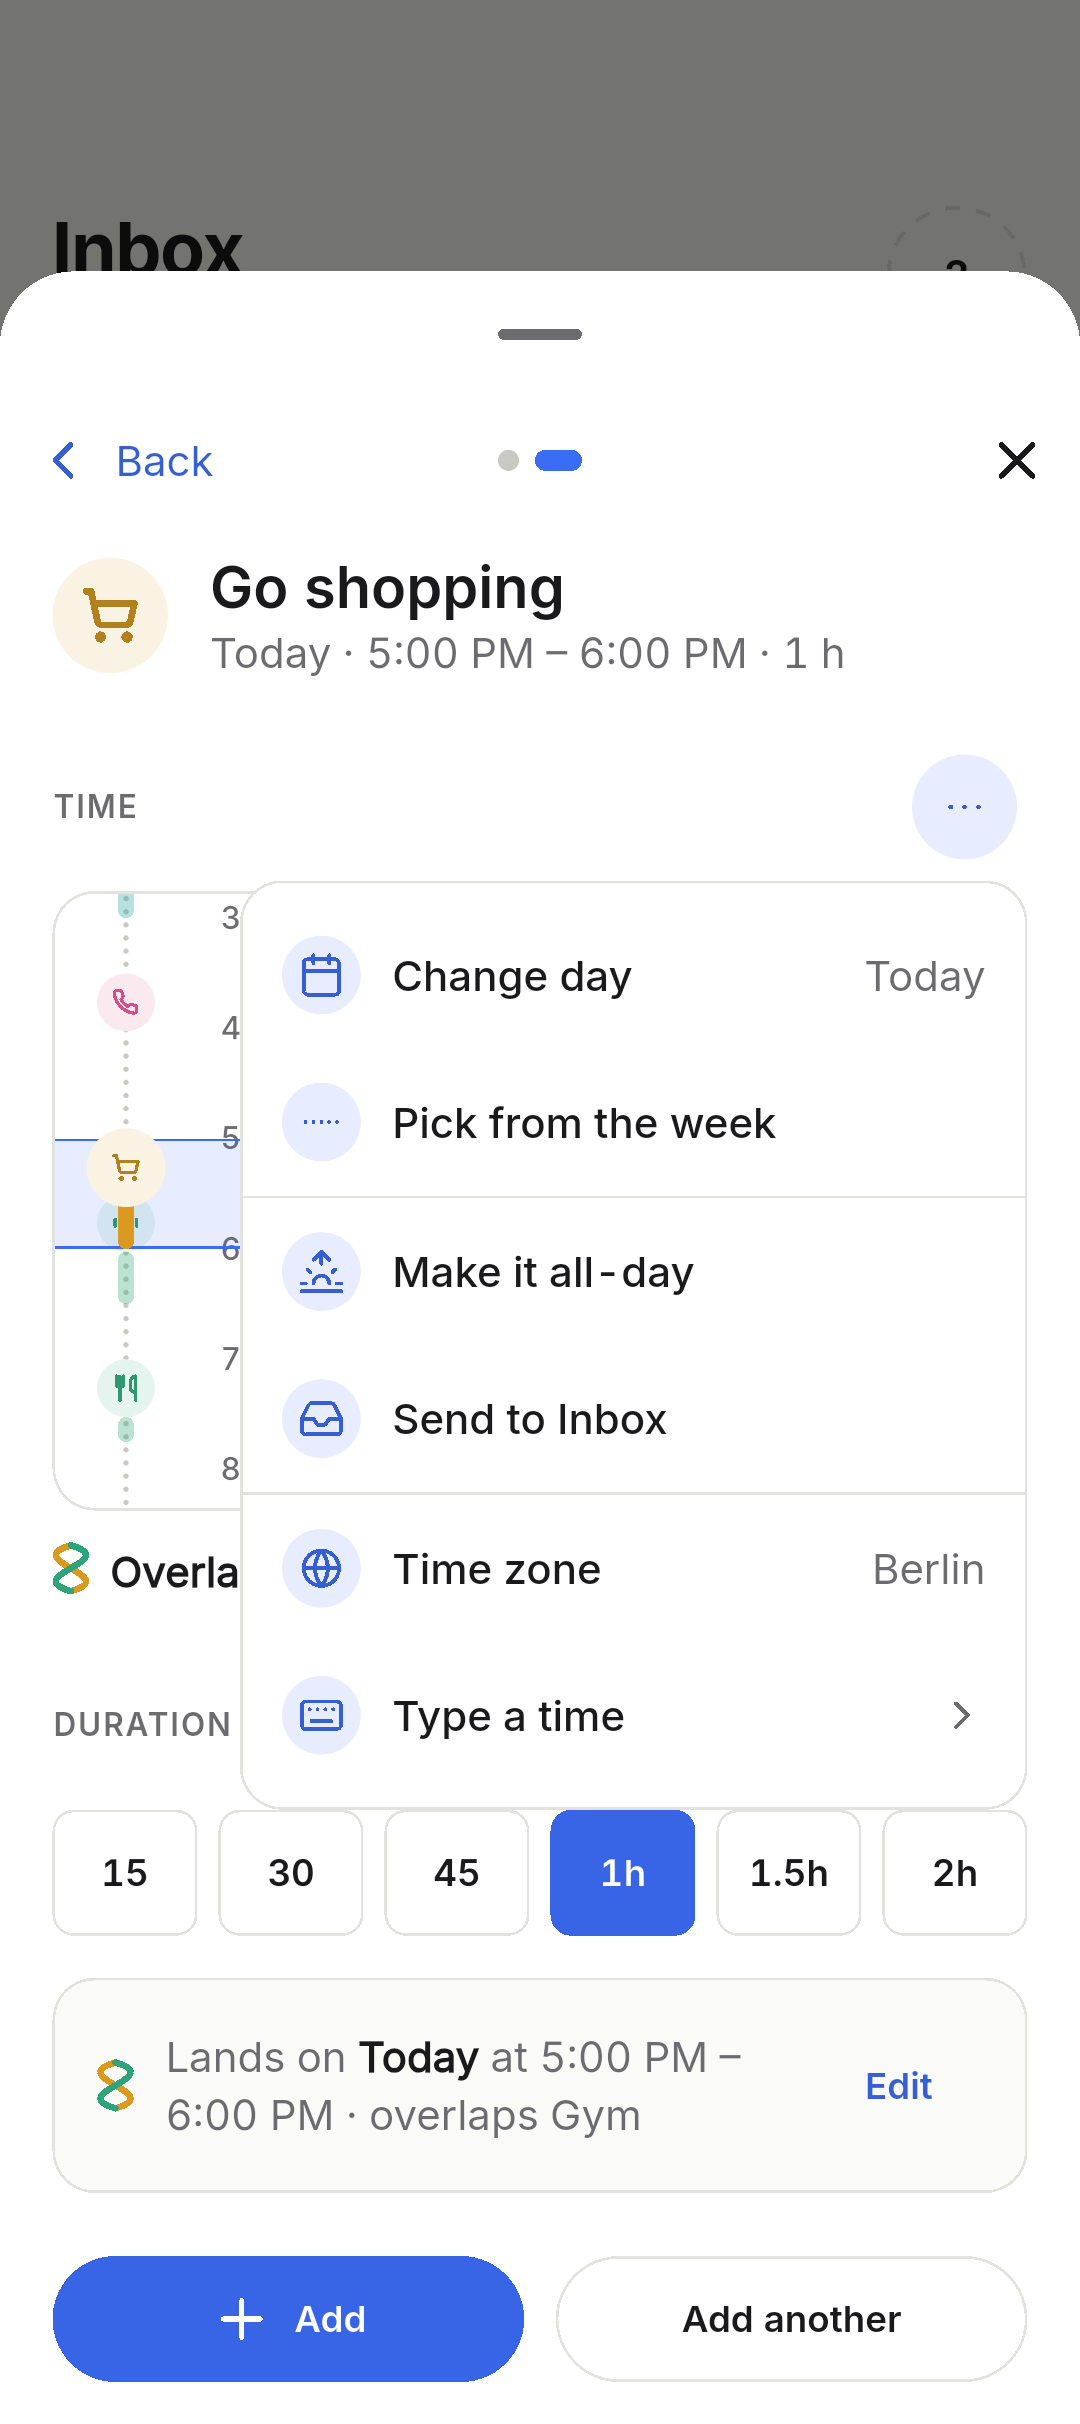 Inbox
Back
Go shopping
Today · 5:00 PM – 6:00 PM · 1 h
TIME
3
4
5
6
7
8
Change day Today
Pick from the week
Make it all-day
Send to Inbox
Time zone Berlin
Type a time
DURATION
15 30 45 1h 1.5h 2h
Lands on Today at 5:00 PM –
6:00 PM · overlaps Gym
Edit
Add
Add another